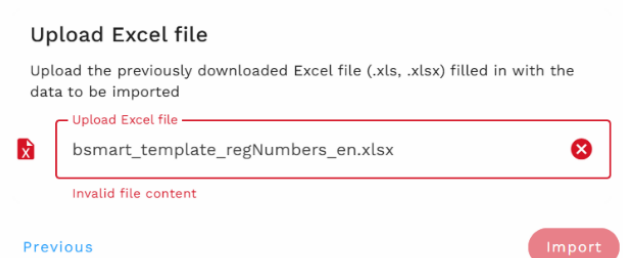 Upload Excel file
Upload the previously downloaded Excel file (.xls, .xlsx) filled in with the
data to be imported
Upload Excel file
bsmart_template_regNumbers_en.xlsx
Invalid file content
Previous
Import